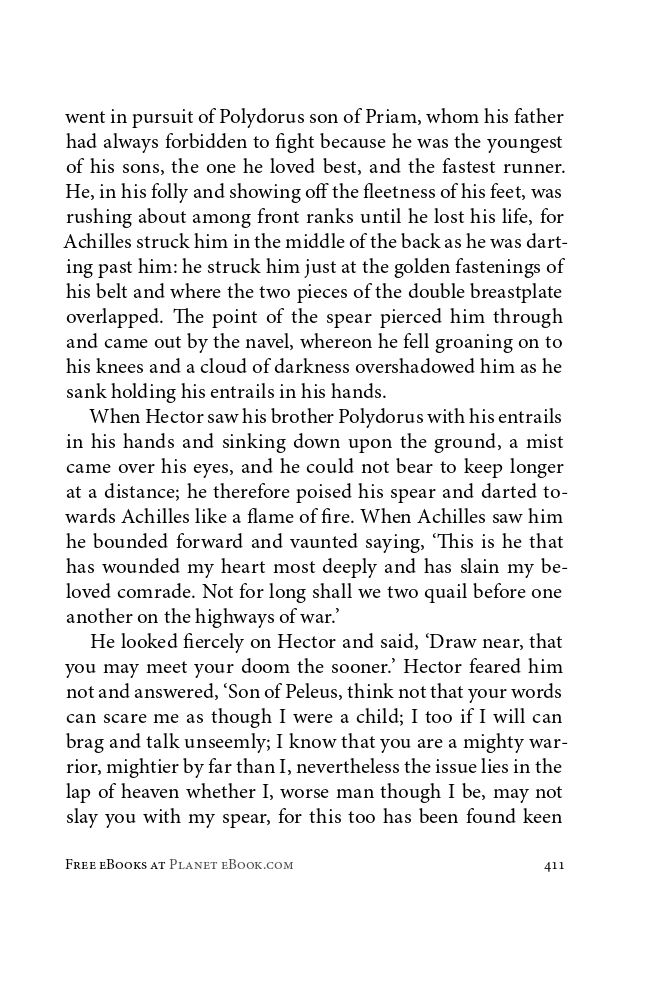 went in pursuit of Polydorus son of Priam, whom his father
had always forbidden to fight because he was the youngest
of his sons, the one he loved best, and the fastest runner.
He, in his folly and showing off the fleetness of his feet, was
rushing about among front ranks until he lost his life, for
Achilles struck him in the middle of the back as he was dart-
ing past him: he struck him just at the golden fastenings of
his belt and where the two pieces of the double breastplate
overlapped. The point of the spear pierced him through
and came out by the navel, whereon he fell groaning on to
his knees and a cloud of darkness overshadowed him as he
sank holding his entrails in his hands.
When Hector saw his brother Polydorus with his entrails
in his hands and sinking down upon the ground, a mist
came over his eyes, and he could not bear to keep longer
at a distance; he therefore poised his spear and darted to-
wards Achilles like a flame of fire. When Achilles saw him
he bounded forward and vaunted saying, ‘This is he that
has wounded my heart most deeply and has slain my be-
loved comrade. Not for long shall we two quail before one
another on the highways of war.’
He looked fiercely on Hector and said, ‘Draw near, that
you may meet your doom the sooner.’ Hector feared him
not and answered, ‘Son of Peleus, think not that your words
can scare me as though I were a child; I too if I will can
brag and talk unseemly; I know that you are a mighty war-
rior, mightier by far than I, nevertheless the issue lies in the
lap of heaven whether I, worse man though I be, may not
slay you with my spear, for this too has been found keen
Free eBooks at Planet eBook.com 411